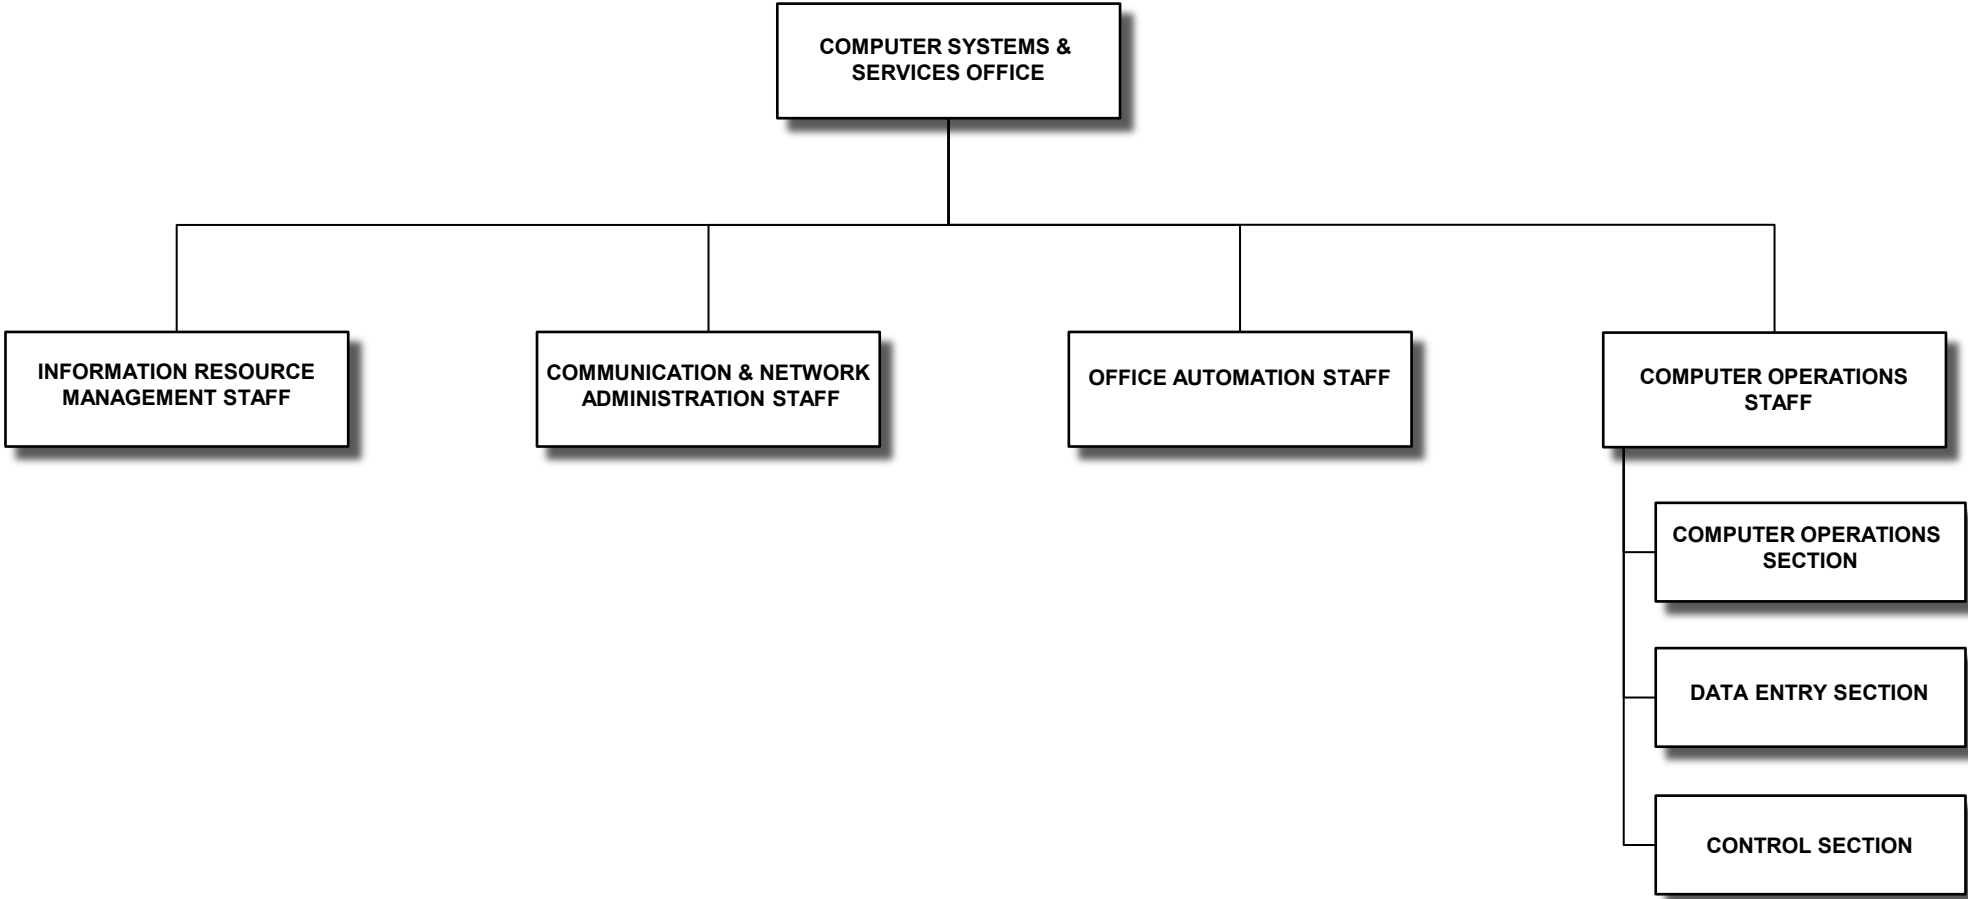 COMPUTER SYSTEMS &
SERVICES OFFICE
INFORMATION RESOURCE
MANAGEMENT STAFF
COMMUNICATION & NETWORK
ADMINISTRATION STAFF
OFFICE AUTOMATION STAFF
COMPUTER OPERATIONS
STAFF
COMPUTER OPERATIONS
SECTION
DATA ENTRY SECTION
CONTROL SECTION